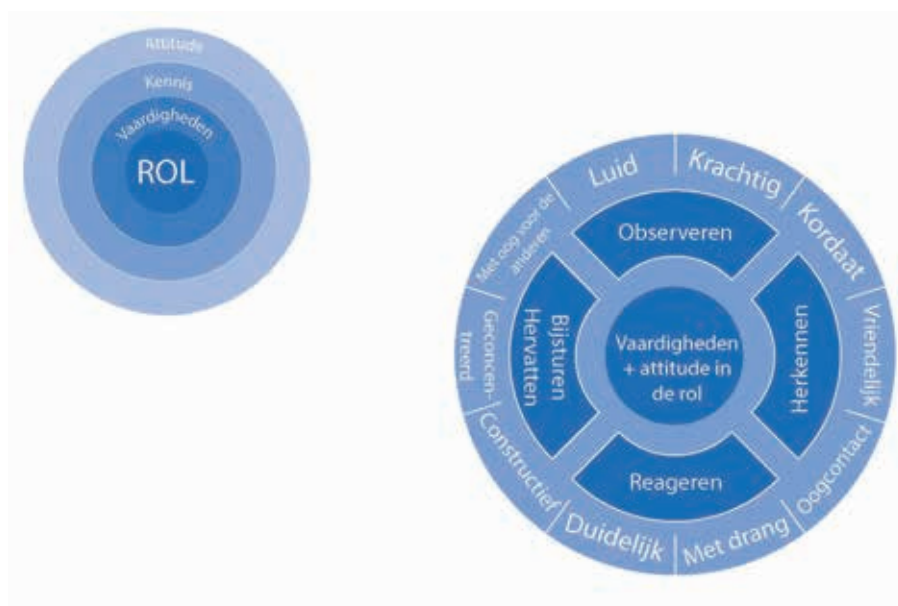 Attitude
Kennis
Vaardigheden
ROL
Luid
Krachtig
Kordaat
Vriendelijk
Oogcontact
Met drang
Duidelijk
Constructief
Geconcen-
treerd
Met oog voor de
anderen
Observeren
Herkennen
Reageren
Bijsturen
Hervatten
Vaardigheden
+ attitude in
de rol